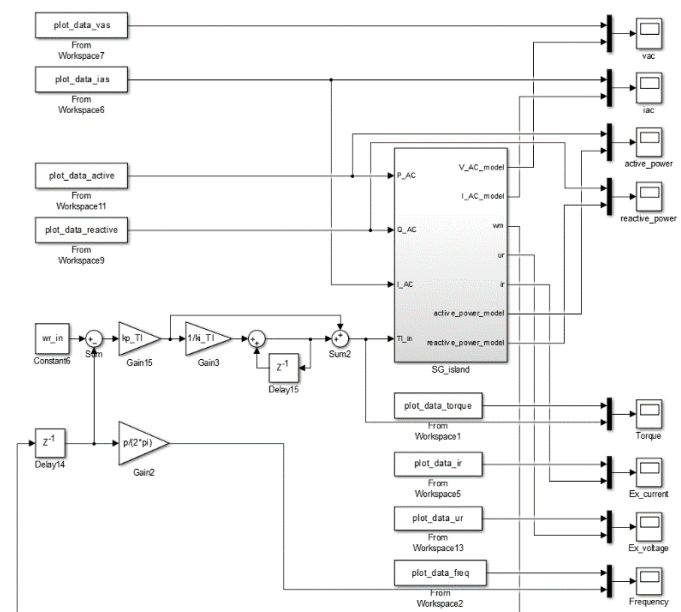 plot_data_vas
From
Workspace7
vac
plot_data_ias
From
Workspace6
iac
plot_data_active
From
Workspace11
active_power
plot_data_reactive
From
Workspace9
reactive_power
P_AC
Q_AC
I_AC
TI_in
V_AC_model
I_AC_model
wm
ur
ir
active_power_model
reactive_power_model
SG_island
wr_in
Constant6
Sum
kp_TI
Gain15
1/ki_TI
Gain3
Z-1
Delay15
Sum2
Z-1
Delay14
p/(2*pi)
Gain2
plot_data_torque
From
Workspace1
Torque
plot_data_ir
From
Workspace5
Ex_current
plot_data_ur
From
Workspace13
Ex_voltage
plot_data_freq
From
Workspace2
Frequency